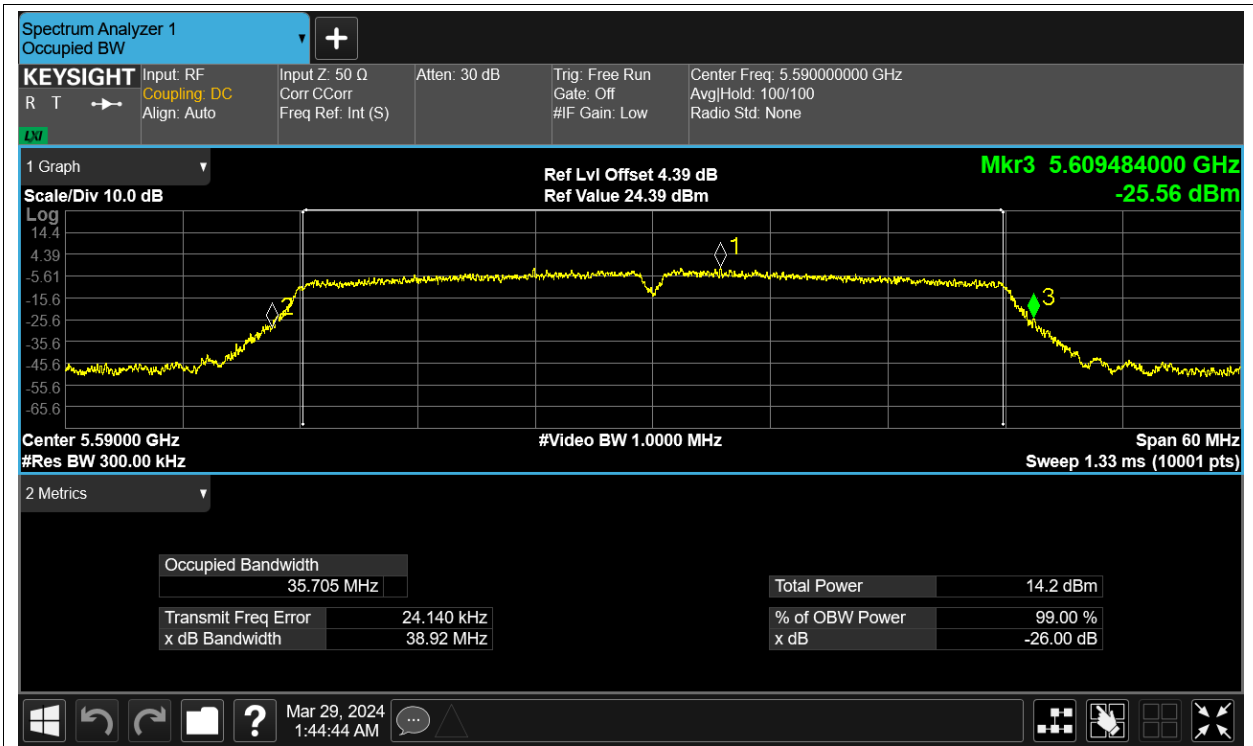 Spectrum Analyzer 1
Occupied BW
KEYSIGHT
R T
LXI
Input: RF
Coupling: DC
Align: Auto
Input Z: 50 Ω
Corr CCorr
Freq Ref: Int (S)
Atten: 30 dB
Trig: Free Run
Gate: Off
#IF Gain: Low
Center Freq: 5.590000000 GHz
Avg|Hold: 100/100
Radio Std: None
1 Graph
Scale/Div 10.0 dB
Ref Lvl Offset 4.39 dB
Ref Value 24.39 dBm
Mkr3 5.609484000 GHz
-25.56 dBm
Log
14.4
4.39
-5.61
-15.6
-25.6
-35.6
-45.6
-55.6
-65.6
1
2
3
Center 5.59000 GHz
#Video BW 1.0000 MHz
Span 60 MHz
#Res BW 300.00 kHz
Sweep 1.33 ms (10001 pts)
2 Metrics
Occupied Bandwidth
35.705 MHz
Transmit Freq Error 24.140 kHz
x dB Bandwidth 38.92 MHz
Total Power 14.2 dBm
% of OBW Power 99.00 %
x dB -26.00 dB
Mar 29, 2024
1:44:44 AM